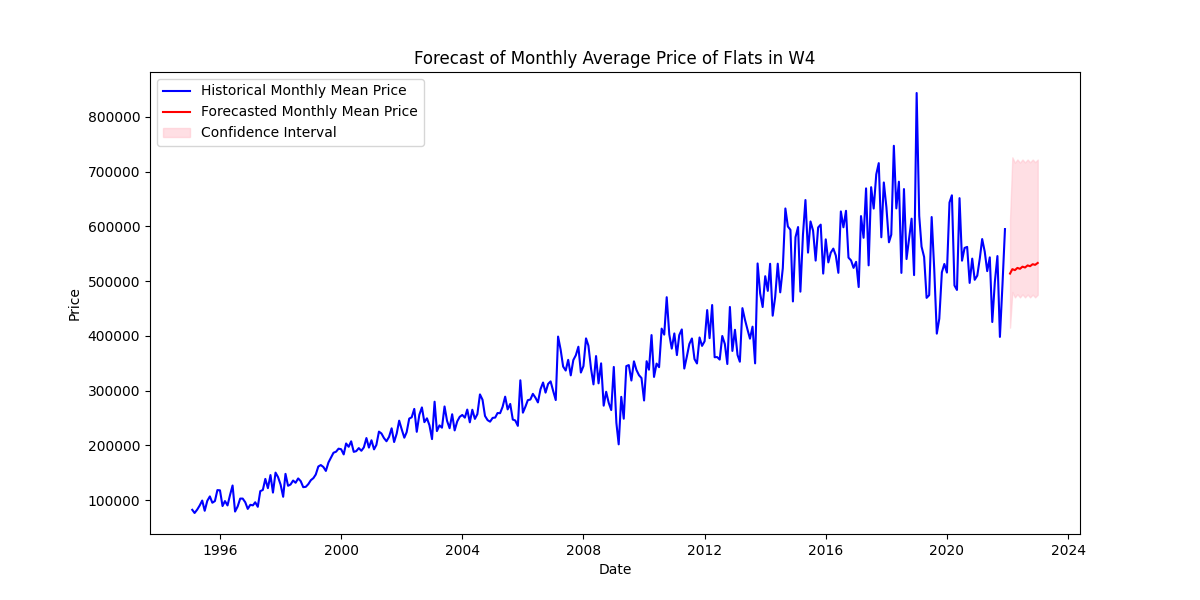 Forecast of Monthly Average Price of Flats in W4
Historical Monthly Mean Price
Forecasted Monthly Mean Price
Confidence Interval
Price
800000
700000
600000
500000
400000
300000
200000
100000
1996 2000 2004 2008 2012 2016 2020 2024
Date